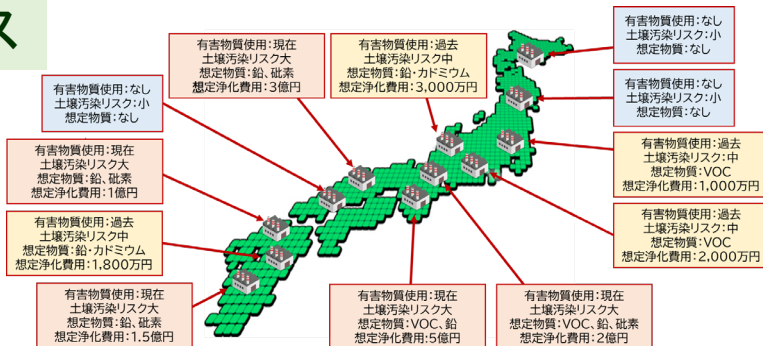 ス
有害物質使用:現在
土壌汚染リスク大
想定物質:鉛、砒素
想定浄化費用:3億円
有害物質使用:過去
土壌汚染リスク中
想定物質:鉛・カドミウム
想定浄化費用:3,000万円
有害物質使用:なし
土壌汚染リスク:小
想定物質:なし
有害物質使用:なし
土壌汚染リスク:小
想定物質:なし
有害物質使用:なし
土壌汚染リスク:小
想定物質:なし
有害物質使用:現在
土壌汚染リスク大
想定物質:鉛、砒素
想定浄化費用:1億円
有害物質使用:過去
土壌汚染リスク:中
想定物質:VOC
想定浄化費用:1,000万円
有害物質使用:過去
土壌汚染リスク中
想定物質:鉛・カドミウム
想定浄化費用:1,800万円
有害物質使用:過去
土壌汚染リスク:中
想定物質:VOC
想定浄化費用:2,000万円
有害物質使用:現在
土壌汚染リスク大
想定物質:鉛、砒素
想定浄化費用:1.5億円
有害物質使用:現在
土壌汚染リスク大
想定物質:VOC、鉛
想定浄化費用:5億円
有害物質使用:現在
土壌汚染リスク大
想定物質:VOC、鉛、砒素
想定浄化費用:2億円